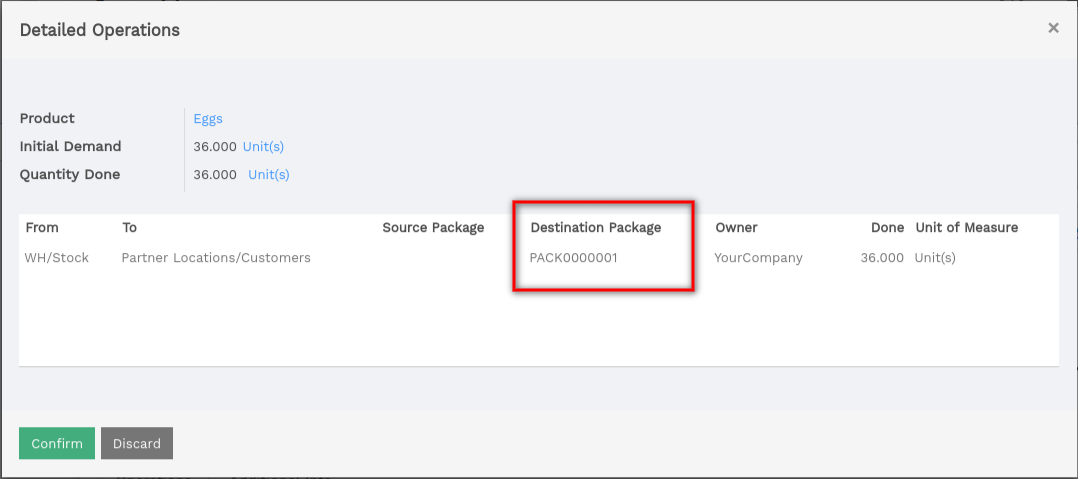 Detailed Operations ×
Product Eggs
Initial Demand 36.000 Unit(s)
Quantity Done 36.000 Unit(s)
From To Source Package Destination Package Owner Done Unit of Measure
WH/Stock Partner Locations/Customers PACK0000001 YourCompany 36.000 Unit(s)
Confirm Discard